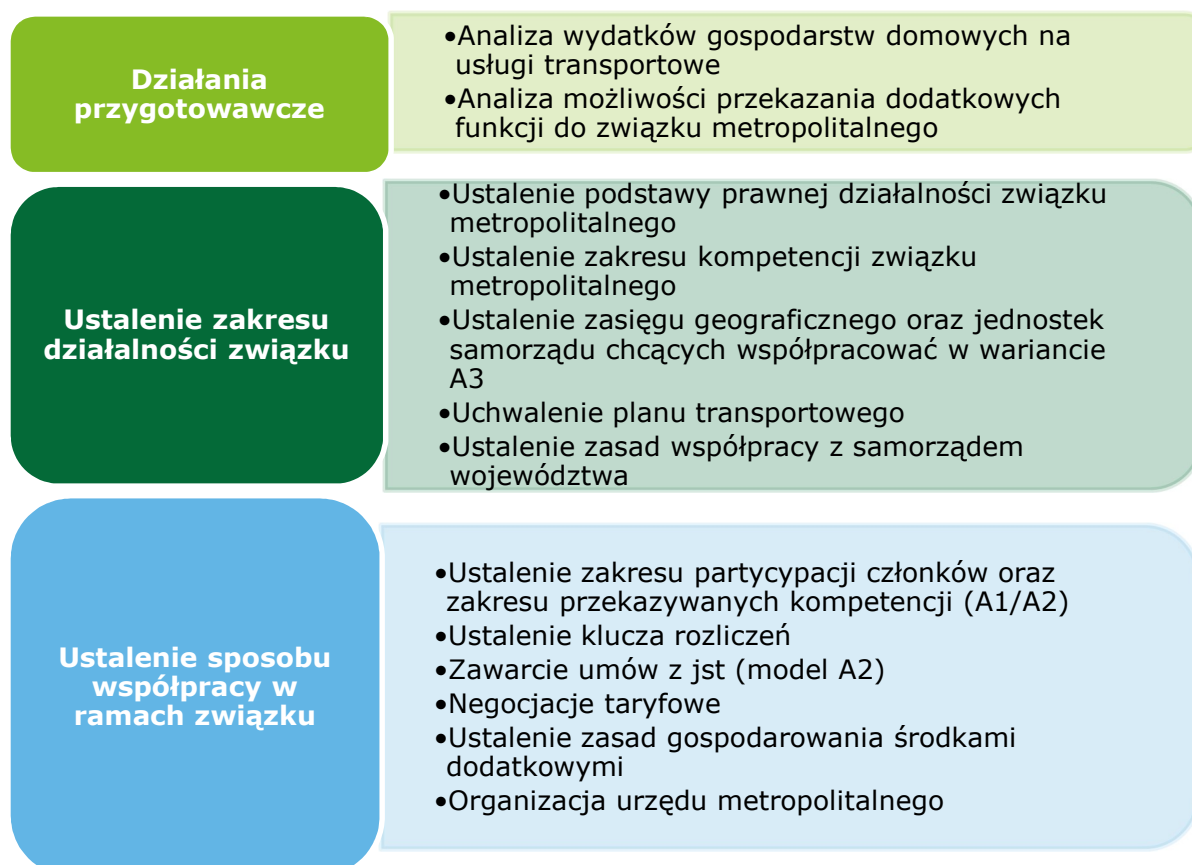 Działania
przygotowawcze
•Analiza wydatków gospodarstw domowych na
usługi transportowe
•Analiza możliwości przekazania dodatkowych
funkcji do związku metropolitalnego
Ustalenie zakresu
działalności związku
•Ustalenie podstawy prawnej działalności związku
metropolitalnego
•Ustalenie zakresu kompetencji związku
metropolitalnego
•Ustalenie zasięgu geograficznego oraz jednostek
samorządu chcących współpracować w wariancie
A3
•Uchwalenie planu transportowego
•Ustalenie zasad współpracy z samorządem
województwa
Ustalenie sposobu
współpracy w
ramach związku
•Ustalenie zakresu partycypacji członków oraz
zakresu przekazywanych kompetencji (A1/A2)
•Ustalenie klucza rozliczeń
•Zawarcie umów z jst (model A2)
•Negocjacje taryfowe
•Ustalenie zasad gospodarowania środkami
dodatkowymi
•Organizacja urzędu metropolitalnego